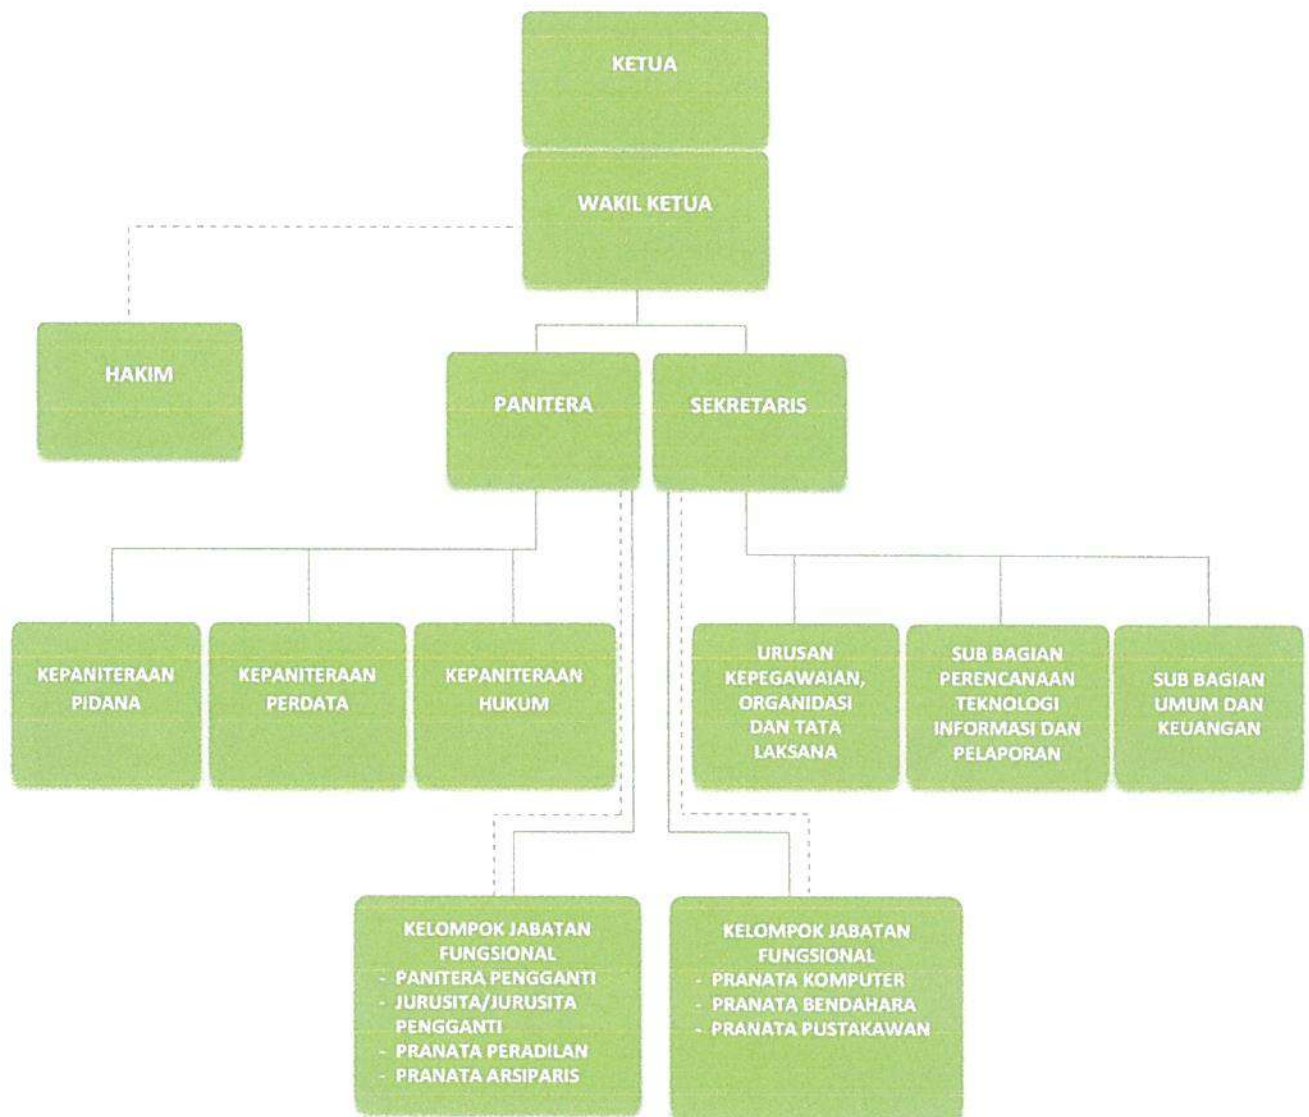 KETUA
WAKIL KETUA
HAKIM
PANITERA
SEKRETARIS
KEPANITERAAN
PIDANA
KEPANITERAAN
PERDATA
KEPANITERAAN
HUKUM
URUSAN
KEPEGAWAIAN,
ORGANIDASI
DAN TATA
LAKSANA
SUB BAGIAN
PERENCANAAN
TEKNOLOGI
INFORMASI DAN
PELAPORAN
SUB BAGIAN
UMUM DAN
KEUANGAN
KELOMPOK JABATAN
FUNGSIONAL
- PANITERA PENGGANTI
- JURUSITA/JURUSITA
PENGGANTI
- PRANATA PERADILAN
- PRANATA ARSIPARIS
KELOMPOK JABATAN
FUNGSIONAL
- PRANATA KOMPUTER
- PRANATA BENDAHARA
- PRANATA PUSTAKAWAN